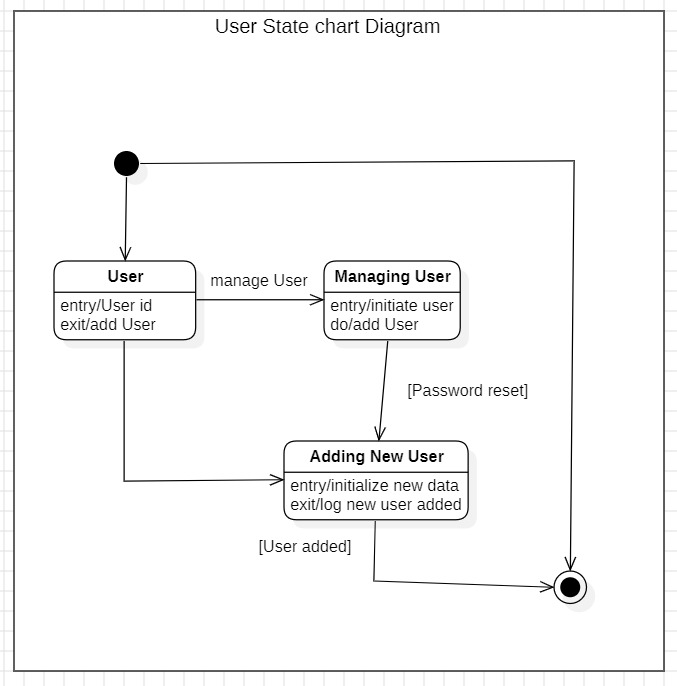 User State chart Diagram
User
entry/User id
exit/add User
manage User
Managing User
entry/initiate user
do/add User
[Password reset]
Adding New User
entry/initialize new data
exit/log new user added
[User added]